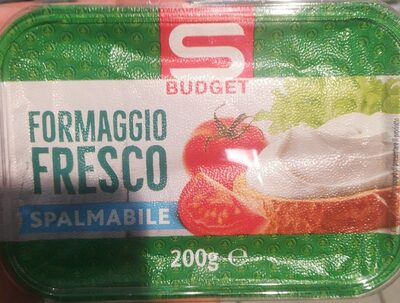 S
BUDGET
FORMAGGIO
FRESCO
SPALMABILE
200g ℮